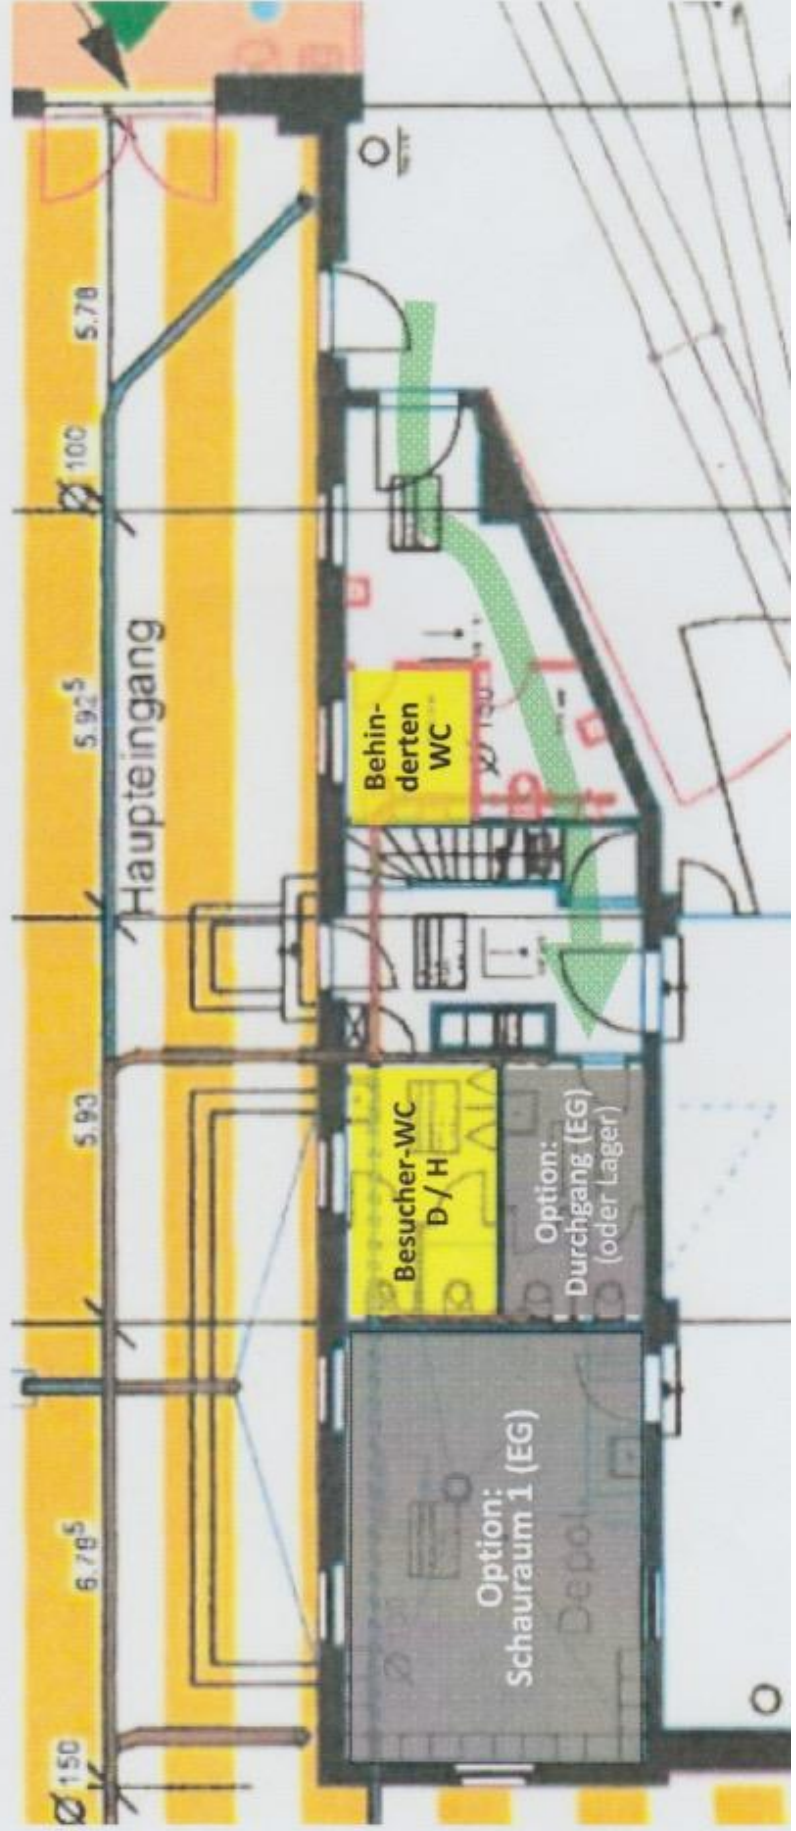 Ø 150
6.78⁵
5.93
5.92⁵
Ø 100
5.78
Haupteingang
Behin-
derten
WC
Ø 150
Besucher-WC
D / H
Option:
Durchgang (EG)
(oder Lager)
Option:
Schauraum 1 (EG)
Depot